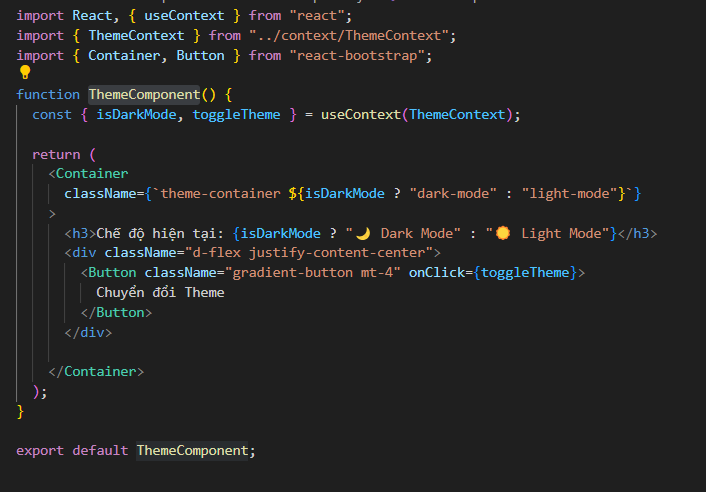 import React, { useContext } from "react";
import { ThemeContext } from "../context/ThemeContext";
import { Container, Button } from "react-bootstrap";
function ThemeComponent() {
const { isDarkMode, toggleTheme } = useContext(ThemeContext);
return (
<Container
className={`theme-container ${isDarkMode ? "dark-mode" : "light-mode"}`}
>
<h3>Chế độ hiện tại: {isDarkMode ? "🌙 Dark Mode" : "🌞 Light Mode"}</h3>
<div className="d-flex justify-content-center">
<Button className="gradient-button mt-4" onClick={toggleTheme}>
Chuyển đổi Theme
</Button>
</div>
</Container>
);
}
export default ThemeComponent;